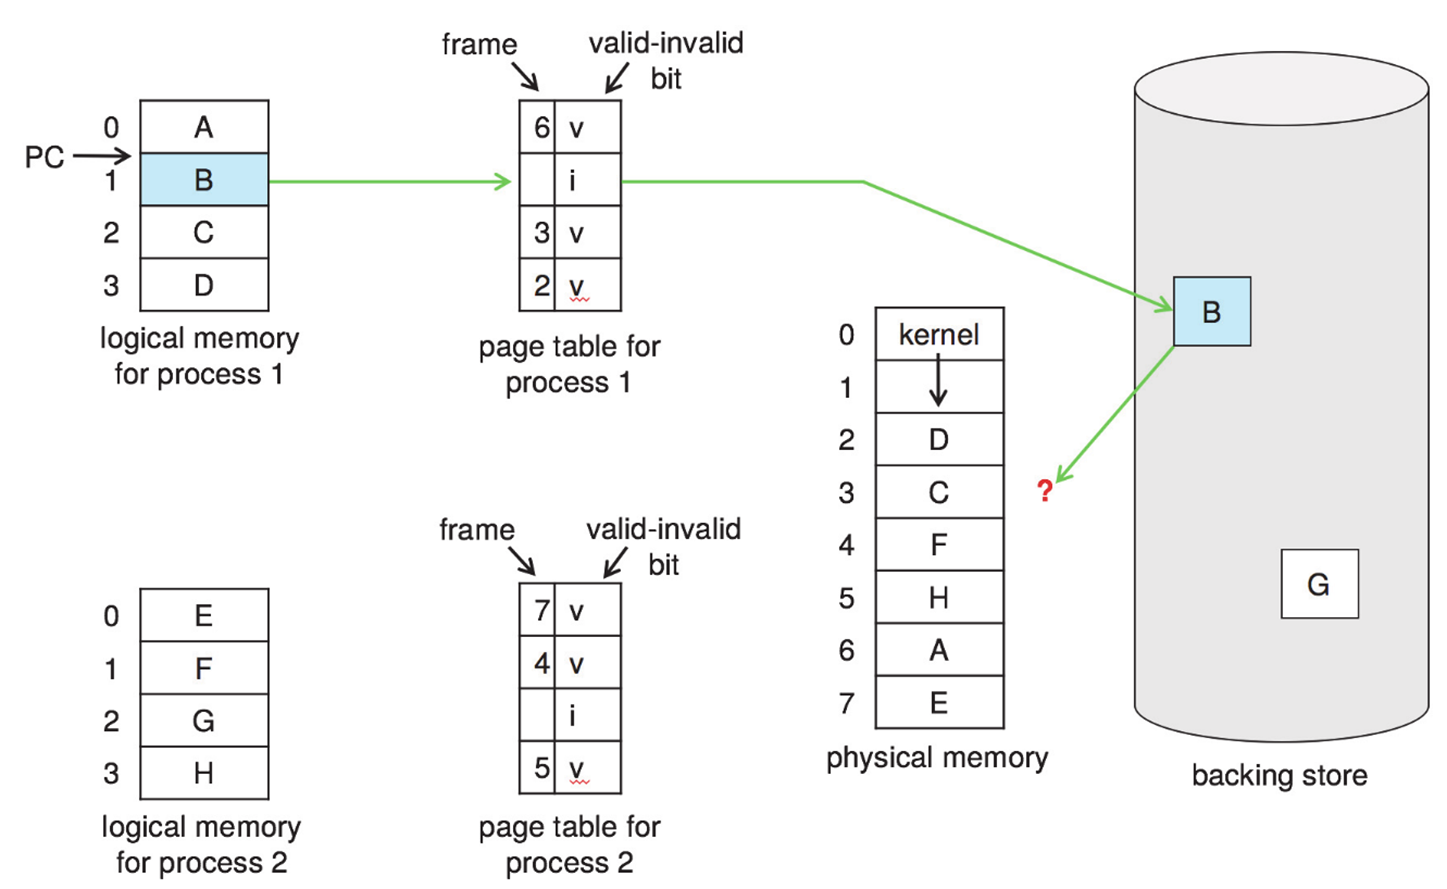 frame
valid-invalid
bit
0 A
PC
1 B
2 C
3 D
logical memory
for process 1
6 v
i
3 v
2 v
page table for
process 1
B
G
backing store
0 kernel
1
2 D
3 C
4 F
5 H
6 A
7 E
physical memory
?
0 E
1 F
2 G
3 H
logical memory
for process 2
frame
valid-invalid
bit
7 v
4 v
i
5 v
page table for
process 2